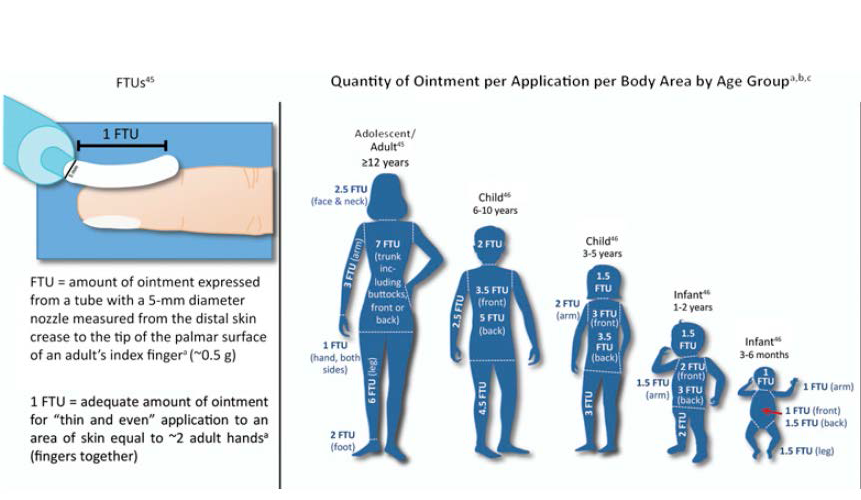 FTUs45
Quantity of Ointment per Application per Body Area by Age Groupa,b,c
1 FTU
5 mm
FTU = amount of ointment expressed
from a tube with a 5-mm diameter
nozzle measured from the distal skin
crease to the tip of the palmar surface
of an adult's index fingera (~0.5 g)
1 FTU = adequate amount of ointment
for "thin and even" application to an
area of skin equal to ~2 adult handsa
(fingers together)
Adolescent/
Adult45
≥12 years
2.5 FTU
(face & neck)
3 FTU (arm)
7 FTU
(trunk
inc-
luding
buttocks,
front or
back)
1 FTU
(hand, both
sides)
6 FTU (leg)
2 FTU
(foot)
Child46
6-10 years
2 FTU
2.5 FTU
3.5 FTU
(front)
5 FTU
(back)
4.5 FTU
Child46
3-5 years
1.5
FTU
2 FTU
(arm)
3 FTU
(front)
3.5
FTU
(back)
3 FTU
Infant46
1-2 years
1.5
FTU
1.5 FTU
(arm)
2 FTU
(front)
3 FTU
(back)
2 FTU
Infant46
3-6 months
1
FTU
1 FTU (arm)
1 FTU (front)
1.5 FTU (back)
1.5 FTU (leg)